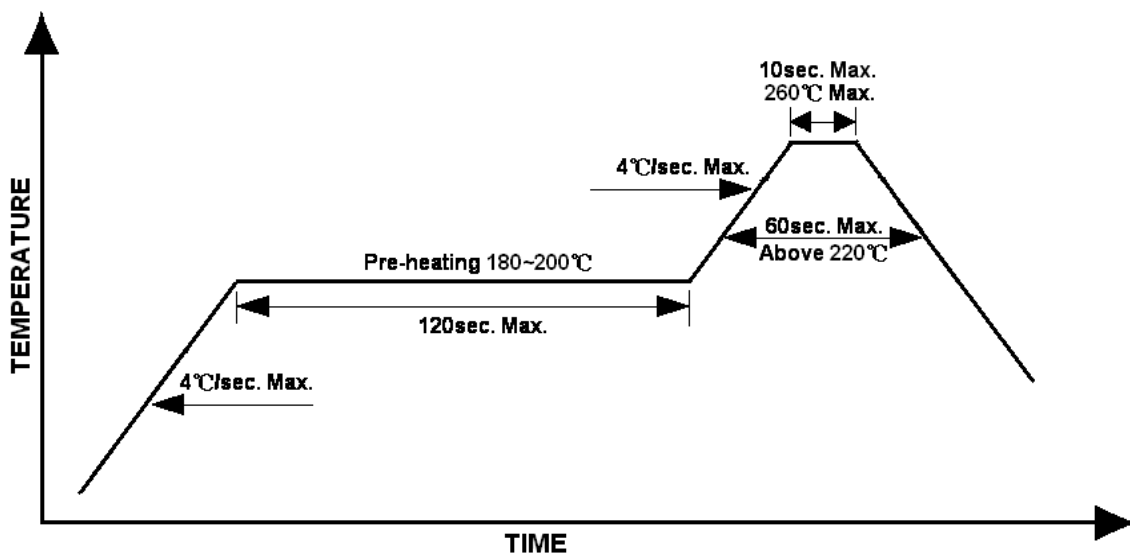 10sec. Max.
260℃ Max.
4℃/sec. Max.
60sec. Max.
Above 220℃
Pre-heating 180~200℃
120sec. Max.
4℃/sec. Max.
TEMPERATURE
TIME